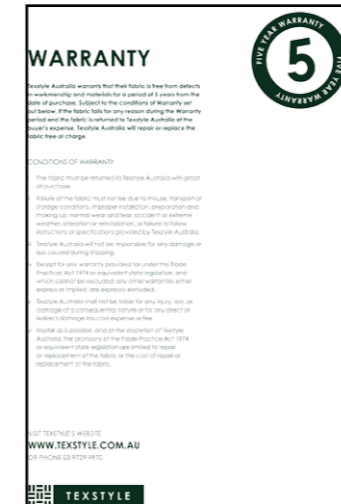 WARRANTY
FIVE YEAR WARRANTY
5
FIVE YEAR WARRANTY
Texstyle Australia warrants that their fabric is free from defects
in workmanship and materials for a period of 5 years from the
date of purchase. Subject to the conditions of Warranty set
out below, if the fabric fails for any reason during the Warranty
period and the fabric is returned to Texstyle Australia at the
buyer's expense. Texstyle Australia will repair or replace the
fabric free of charge.
CONDITIONS OF WARRANTY
The fabric must be returned to Texstyle Australia with proof
of purchase.
Failure of the fabric must not be due to misuse, transport or
storage conditions, improper installation, preparation and
making up, normal wear and tear, accident or extreme
weather, alteration or reinstallation, or failure to follow
instructions or specifications provided by Texstyle Australia.
Texstyle Australia will not be responsible for any damage or
loss caused during shipping.
Except for any warranty provided for under the Trade
Practices Act 1974 or equivalent state legislation, and
which cannot be excluded, any other warranties either
express or implied, are expressly excluded.
Texstyle Australia shall not be liable for any injury, loss, or
damage of a consequential nature or for any direct or
indirect damage loss cost expense or fee.
Insofar as is possible, and at the discretion of Texstyle
Australia, the provisions of the Trade Practice Act 1974
or equivalent state legislation are limited to repair
or replacement of the fabric or the cost of repair or
replacement of the fabric.
VISIT TEXSTYLE'S WEBSITE
WWW.TEXSTYLE.COM.AU
OR PHONE 03 9729 9970
TEXSTYLE